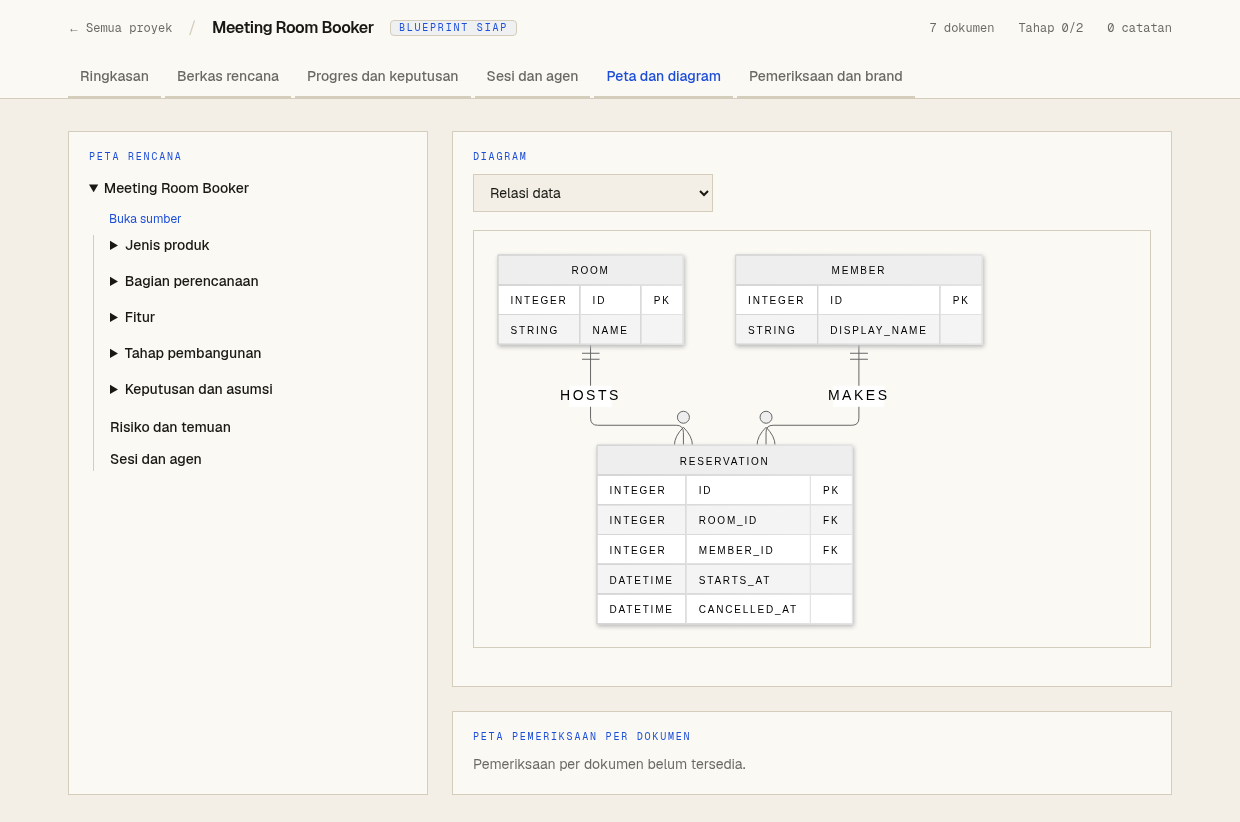 ← Semua proyek / Meeting Room Booker BLUEPRINT SIAP 7 dokumen Tahap 0/2 0 catatan
Ringkasan Berkas rencana Progres dan keputusan Sesi dan agen Peta dan diagram Pemeriksaan dan brand
PETA RENCANA
▼ Meeting Room Booker
Buka sumber
▶ Jenis produk
▶ Bagian perencanaan
▶ Fitur
▶ Tahap pembangunan
▶ Keputusan dan asumsi
Risiko dan temuan
Sesi dan agen
DIAGRAM
Relasi data
ROOM
INTEGER ID PK
STRING NAME
MEMBER
INTEGER ID PK
STRING DISPLAY_NAME
HOSTS
MAKES
RESERVATION
INTEGER ID PK
INTEGER ROOM_ID FK
INTEGER MEMBER_ID FK
DATETIME STARTS_AT
DATETIME CANCELLED_AT
PETA PEMERIKSAAN PER DOKUMEN
Pemeriksaan per dokumen belum tersedia.